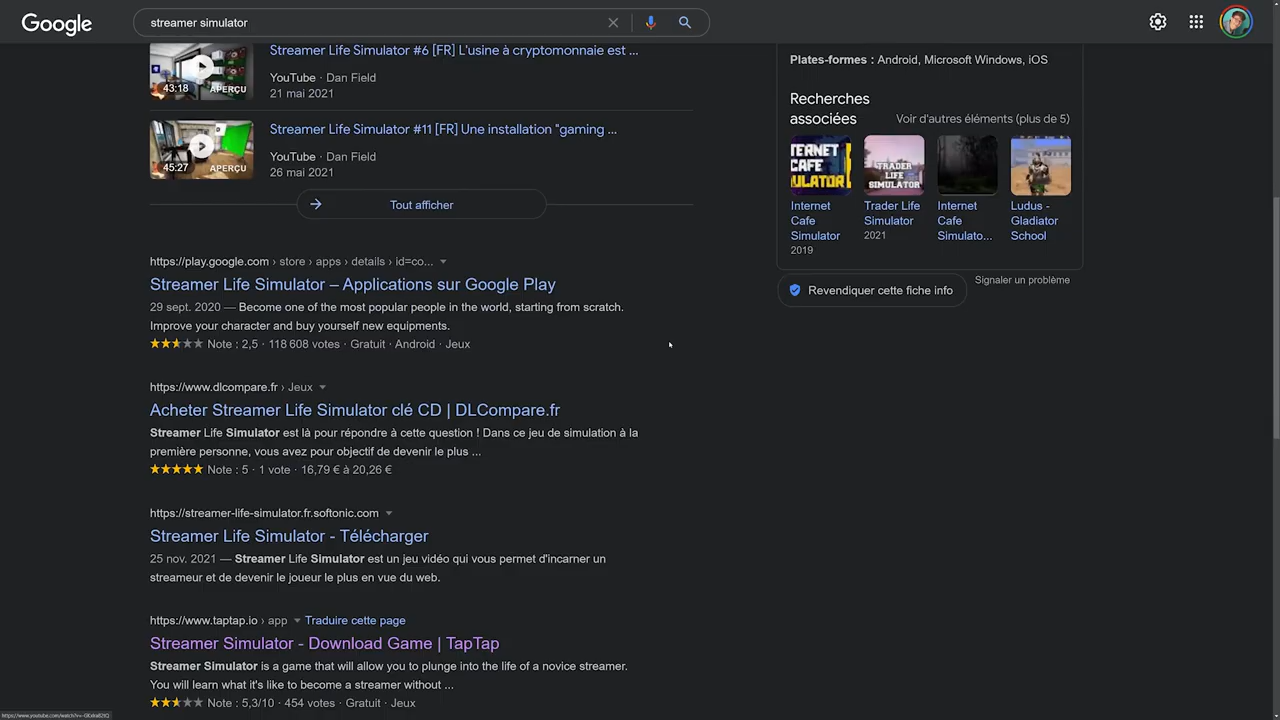 Google
streamer simulator
Streamer Life Simulator #6 [FR] L'usine à cryptomonnaie est ...
YouTube · Dan Field
21 mai 2021
43:18 APERÇU
Streamer Life Simulator #11 [FR] Une installation "gaming ...
YouTube · Dan Field
26 mai 2021
45:27 APERÇU
Tout afficher
https://play.google.com › store › apps › details › id=co...
Streamer Life Simulator – Applications sur Google Play
29 sept. 2020 — Become one of the most popular people in the world, starting from scratch.
Improve your character and buy yourself new equipments.
Note : 2,5 · 118 608 votes · Gratuit · Android · Jeux
https://www.dlcompare.fr › Jeux
Acheter Streamer Life Simulator clé CD | DLCompare.fr
Streamer Life Simulator est là pour répondre à cette question ! Dans ce jeu de simulation à la
première personne, vous avez pour objectif de devenir le plus ...
Note : 5 · 1 vote · 16,79 € à 20,26 €
https://streamer-life-simulator.fr.softonic.com
Streamer Life Simulator - Télécharger
25 nov. 2021 — Streamer Life Simulator est un jeu vidéo qui vous permet d'incarner un
streameur et de devenir le joueur le plus en vue du web.
https://www.taptap.io › app Traduire cette page
Streamer Simulator - Download Game | TapTap
Streamer Simulator is a game that will allow you to plunge into the life of a novice streamer.
You will learn what it's like to become a streamer without ...
Note : 5,3/10 · 454 votes · Gratuit · Jeux
Plates-formes : Android, Microsoft Windows, iOS
Recherches
associées
Voir d'autres éléments (plus de 5)
TERNET
CAFE
ULATOR
TRADER
LIFE
SIMULATOR
Internet
Cafe
Simulator
2019
Trader Life
Simulator
2021
Internet
Cafe
Simulato...
Ludus -
Gladiator
School
Revendiquer cette fiche info
Signaler un problème